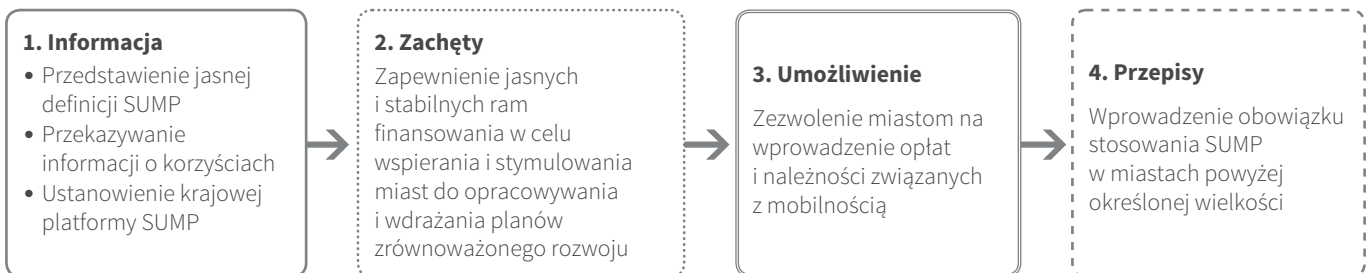 1. Informacja
• Przedstawienie jasnej
definicji SUMP
• Przekazywanie
informacji o korzyściach
• Ustanowienie krajowej
platformy SUMP
2. Zachęty
Zapewnienie jasnych
i stabilnych ram
finansowania w celu
wspierania i stymulowania
miast do opracowywania
i wdrażania planów
zrównoważonego rozwoju
3. Umożliwienie
Zezwolenie miastom na
wprowadzenie opłat
i należności związanych
z mobilnością
4. Przepisy
Wprowadzenie obowiązku
stosowania SUMP
w miastach powyżej
określonej wielkości